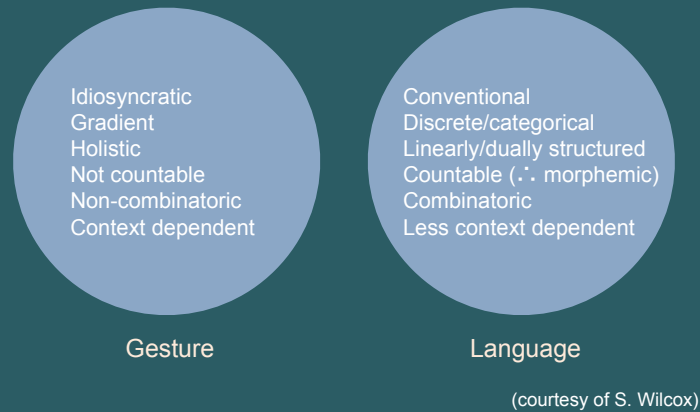 Idiosyncratic
Gradient
Holistic
Not countable
Non-combinatoric
Context dependent
Gesture
Conventional
Discrete/categorical
Linearly/dually structured
Countable (∴ morphemic)
Combinatoric
Less context dependent
Language
(courtesy of S. Wilcox)